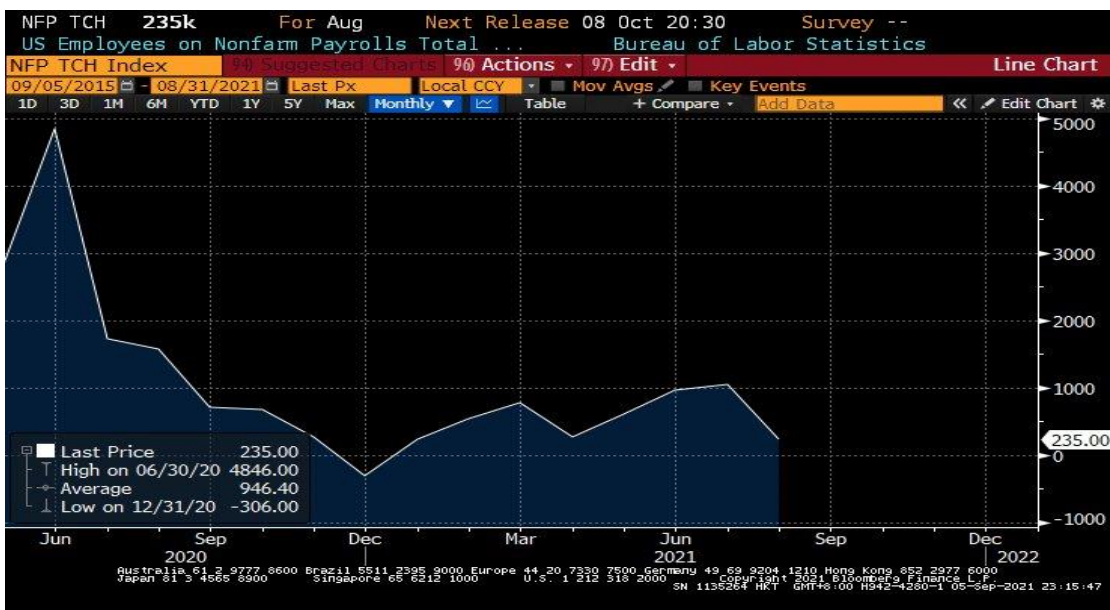 NFP TCH 235k For Aug Next Release 08 Oct 20:30 Survey --
US Employees on Nonfarm Payrolls Total ... Bureau of Labor Statistics
NFP TCH Index 94) Suggested Charts 96) Actions 97) Edit Line Chart
09/05/2015 - 08/31/2021 Last Px Local CCY Mov Avgs Key Events
1D 3D 1M 6M YTD 1Y 5Y Max Monthly ▼ Table + Compare Add Data « Edit Chart
5000
4000
3000
2000
1000
235.00
0
-1000
Last Price 235.00
High on 06/30/20 4846.00
Average 946.40
Low on 12/31/20 -306.00
Jun Sep Dec Mar Jun Sep Dec
2020 2021 2022
Australia 61 2 9777 8600 Brazil 5511 2395 9000 Europe 44 20 7330 7500 Germany 49 69 9204 1210 Hong Kong 852 2977 6000
Japan 81 3 4565 8900 Singapore 65 6212 1000 U.S. 1 212 318 2000 Copyright 2021 Bloomberg Finance L.P.
SN 1135264 HKT GMT+8:00 H942-4280-1 05-Sep-2021 23:15:47